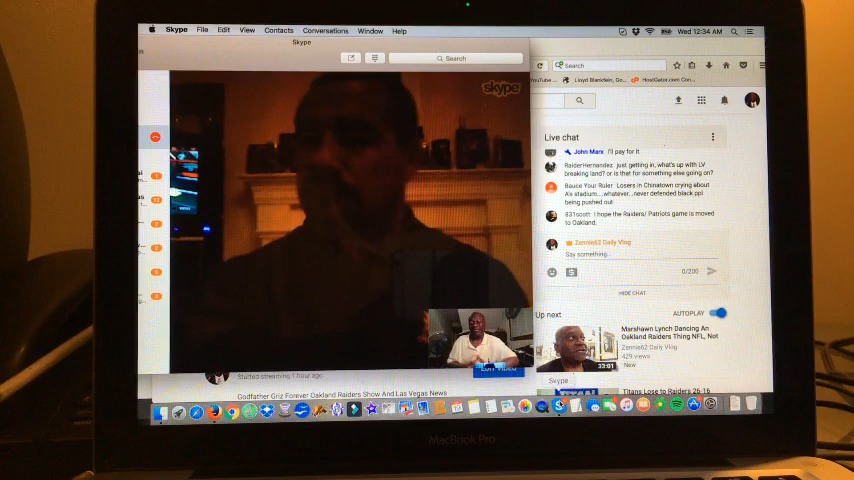 Skype File Edit View Contacts Conversations Window Help
Wed 12:34 AM
Skype
Search
skype
Search
YouTube ...
Lloyd Blankfein, Go...
HostGator.com Con...
Live chat
John Marx I'll pay for it
RaiderHernandez just getting in, what's up with LV
breaking land? or is that for something else going on?
Bauce Your Ruler Losers in Chinatown crying about
A's stadium....whatever...never defended black ppl
being pushed out
831scott I hope the Raiders/ Patriots game is moved
to Oakland.
Zennie62 Daily Vlog
Say something...
0/200
HIDE CHAT
Up next
AUTOPLAY
Marshawn Lynch Dancing An
Oakland Raiders Thing NFL, Not
Zennie62 Daily Vlog
429 views
New
33:01
Started streaming 1 hour ago
EDIT VIDEO
Skype
Titans Lose to Raiders 26-16
Godfather Griz Forever Oakland Raiders Show And Las Vegas News
MacBook Pro